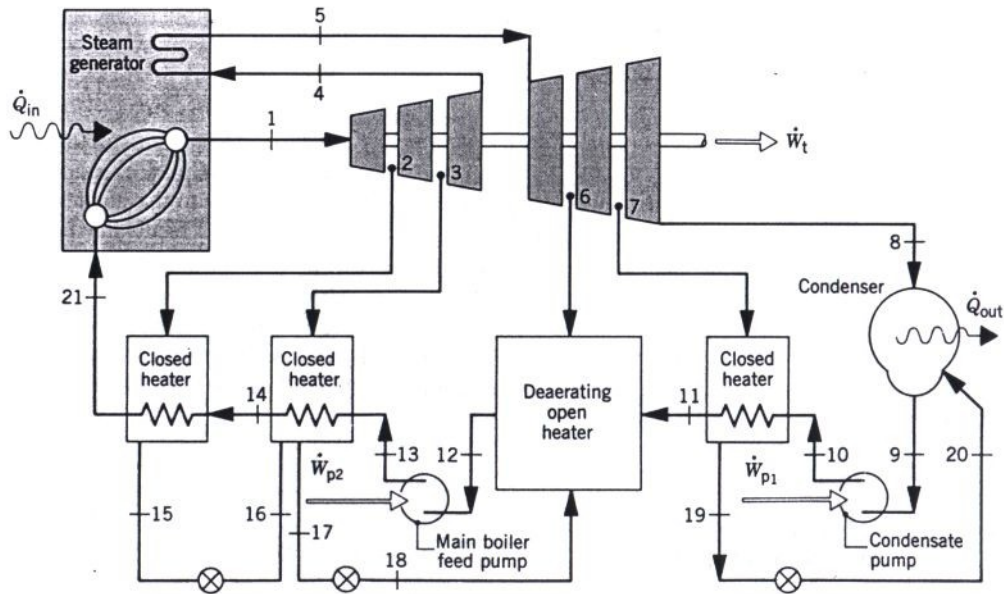 5
Steam
generator
4
Q̇in
1
Ẇt
2
3
6
7
8
Condenser
Q̇out
21
Closed
heater
14
Closed
heater
Deaerating
open
heater
11
Closed
heater
13
12
10
9
20
Ẇp2
Ẇp1
15
16
17
19
Main boiler
feed pump
Condensate
pump
18